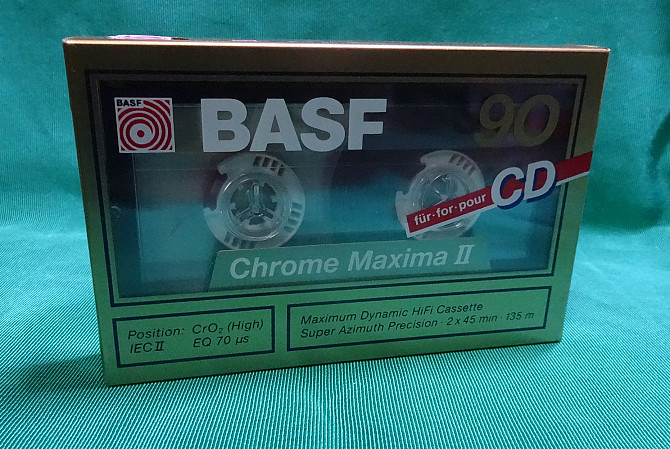 BASF
BASF
90
für·for·pour CD
Chrome Maxima II
Position: CrO₂ (High)
IEC II EQ 70 µs
Maximum Dynamic HiFi Cassette
Super Azimuth Precision · 2 x 45 min · 135 m